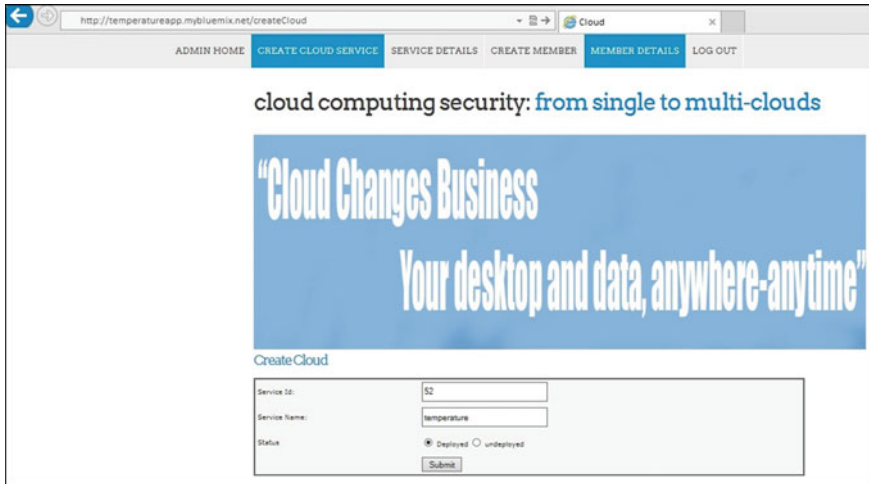 http://temperatureapp.mybluemix.net/createCloud
Cloud
ADMIN HOME CREATE CLOUD SERVICE SERVICE DETAILS CREATE MEMBER MEMBER DETAILS LOG OUT
cloud computing security: from single to multi-clouds
“Cloud Changes Business
Your desktop and data, anywhere-anytime”
Create Cloud
Service Id: S2
Service Name: temperature
Status Deployed undeployed
Submit